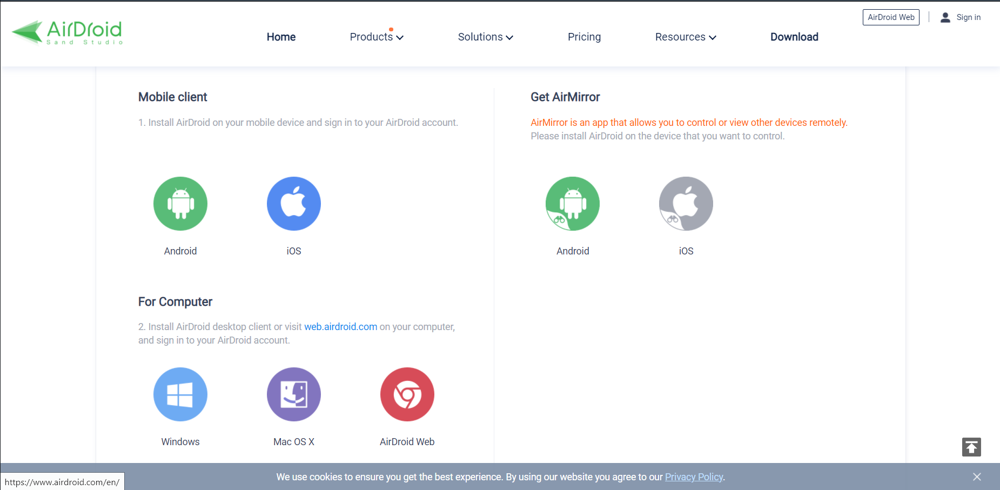 AirDroid Web
Sign in
AirDroid
Sand Studio
Home
Products
Solutions
Pricing
Resources
Download
Mobile client
1. Install AirDroid on your mobile device and sign in to your AirDroid account.
Android
iOS
For Computer
2. Install AirDroid desktop client or visit web.airdroid.com on your computer,
and sign in to your AirDroid account.
Windows
Mac OS X
AirDroid Web
Get AirMirror
AirMirror is an app that allows you to control or view other devices remotely.
Please install AirDroid on the device that you want to control.
Android
iOS
We use cookies to ensure you get the best experience. By using our website you agree to our Privacy Policy.
https://www.airdroid.com/en/